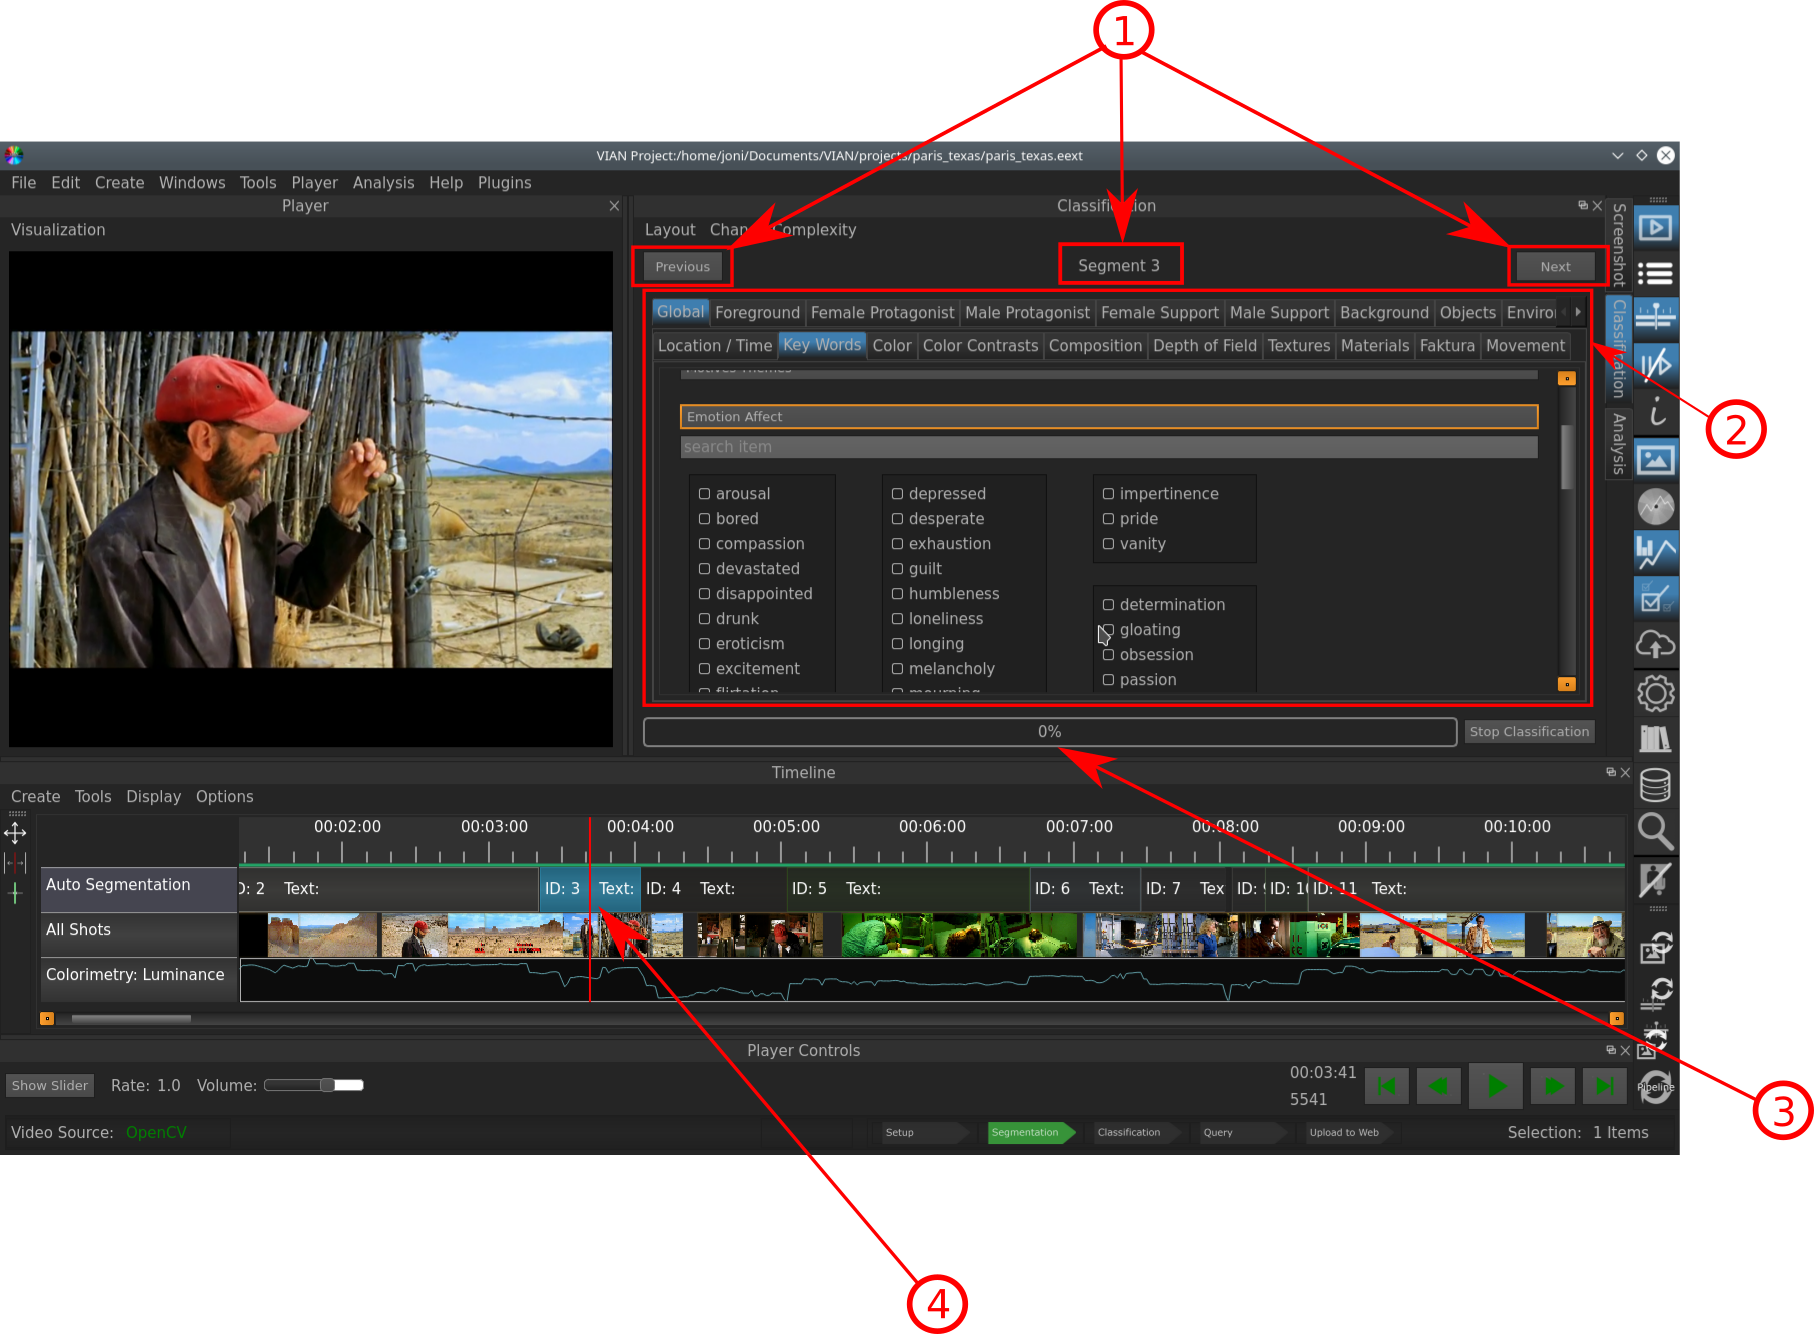 1
VIAN Project:/home/joni/Documents/VIAN/projects/paris_texas/paris_texas.eext
File Edit Create Windows Tools Player Analysis Help Plugins
Player
Classification
Visualization
Layout Complexity
Previous
Segment 3
Next
Global Foreground Female Protagonist Male Protagonist Female Support Male Support Background Objects
Location / Time Key Words Color Color Contrasts Composition Depth of Field Textures Materials Faktura Movement
Emotion Affect
search item
arousal depressed impertinence
bored desperate pride
compassion exhaustion vanity
devastated guilt
disappointed humbleness determination
drunk loneliness gloating
eroticism longing obsession
excitement melancholy passion
0%
Stop Classification
Screenshot
Classification
Analysis
2
Timeline
Create Tools Display Options
00:02:00 00:03:00 00:04:00 00:05:00 00:06:00 00:07:00 00:08:00 00:09:00 00:10:00
Auto Segmentation
D: 2 Text: ID: 3 Text: ID: 4 Text: ID: 5 Text: ID: 6 Text: ID: 7 Tex ID: ID: 10 ID: 11 Text:
All Shots
Colorimetry: Luminance
Player Controls
Show Slider Rate: 1.0 Volume:
00:03:41
5541
Pipeline
3
Video Source: OpenCV
Setup Segmentation Classification Query Upload to Web
Selection: 1 Items
4